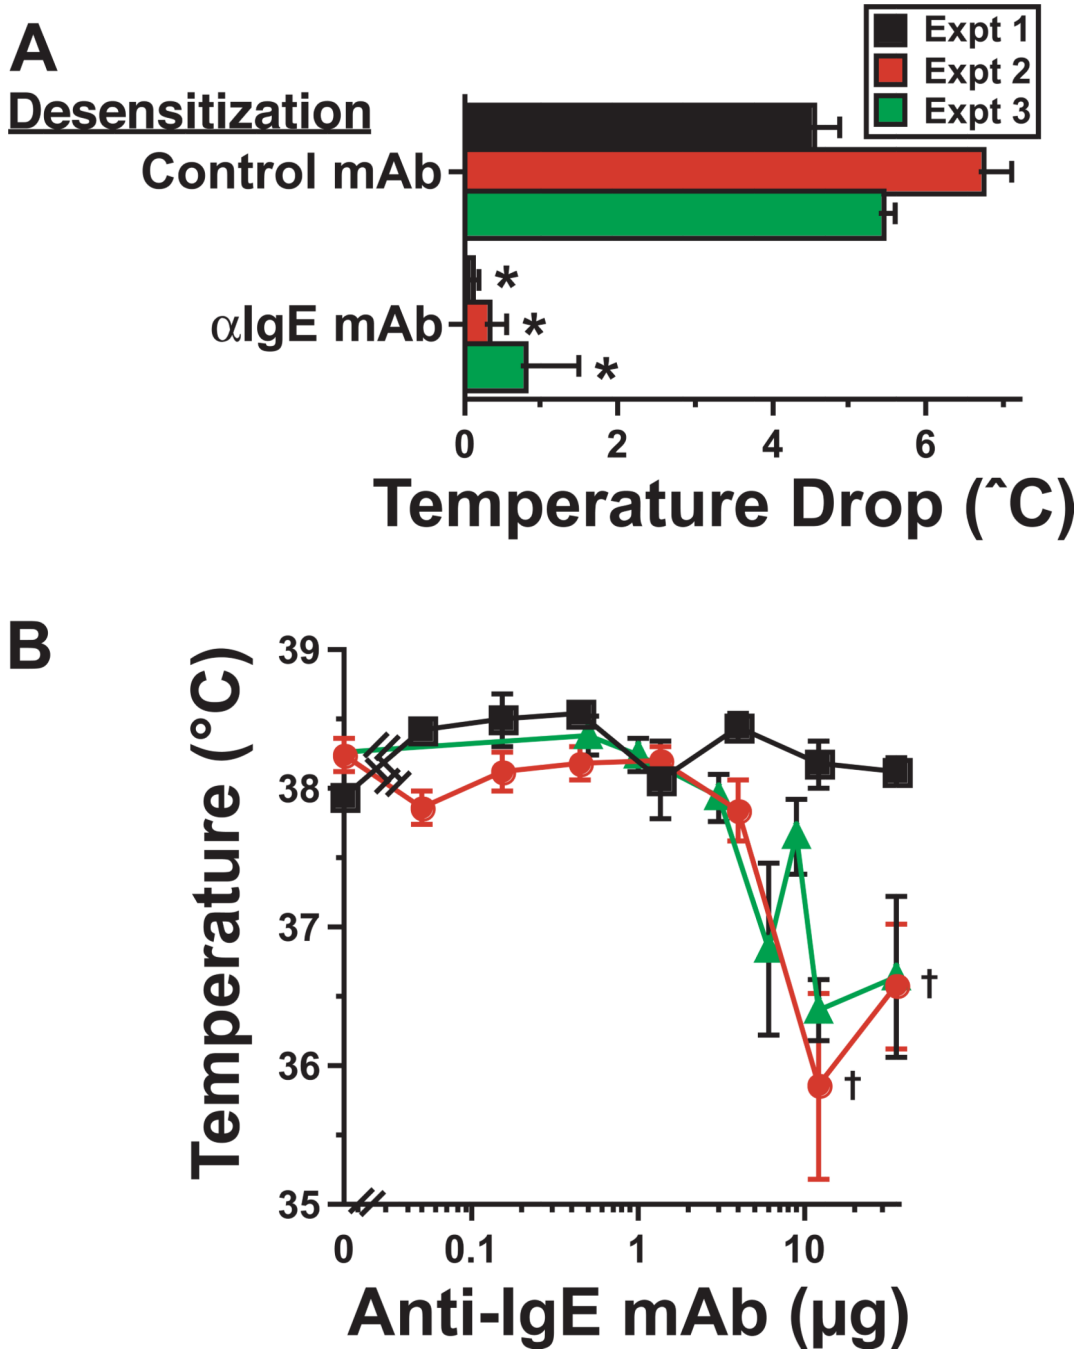 A
Expt 1
Expt 2
Expt 3
Desensitization
Control mAb
*
*
αIgE mAb
*
0 2 4 6
Temperature Drop (ˆC)
B
Temperature (°C)
39
38
37
36
35
†
†
0 0.1 1 10
Anti-IgE mAb (µg)